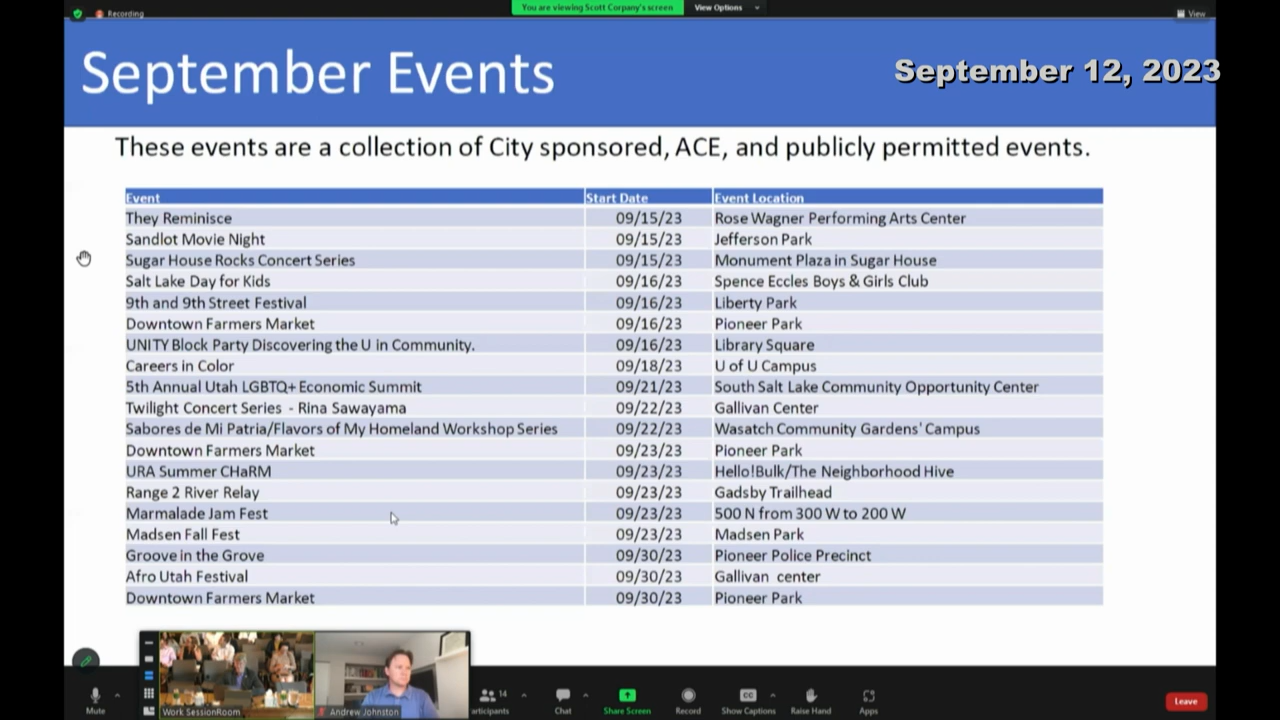 Recording
You are viewing Scott Corpany's screen
View Options
View
September Events
September 12, 2023
These events are a collection of City sponsored, ACE, and publicly permitted events.
Event Start Date Event Location
They Reminisce 09/15/23 Rose Wagner Performing Arts Center
Sandlot Movie Night 09/15/23 Jefferson Park
Sugar House Rocks Concert Series 09/15/23 Monument Plaza in Sugar House
Salt Lake Day for Kids 09/16/23 Spence Eccles Boys & Girls Club
9th and 9th Street Festival 09/16/23 Liberty Park
Downtown Farmers Market 09/16/23 Pioneer Park
UNITY Block Party Discovering the U in Community. 09/16/23 Library Square
Careers in Color 09/18/23 U of U Campus
5th Annual Utah LGBTQ+ Economic Summit 09/21/23 South Salt Lake Community Opportunity Center
Twilight Concert Series - Rina Sawayama 09/22/23 Gallivan Center
Sabores de Mi Patria/Flavors of My Homeland Workshop Series 09/22/23 Wasatch Community Gardens' Campus
Downtown Farmers Market 09/23/23 Pioneer Park
URA Summer CHaRM 09/23/23 Hello!Bulk/The Neighborhood Hive
Range 2 River Relay 09/23/23 Gadsby Trailhead
Marmalade Jam Fest 09/23/23 500 N from 300 W to 200 W
Madsen Fall Fest 09/23/23 Madsen Park
Groove in the Grove 09/30/23 Pioneer Police Precinct
Afro Utah Festival 09/30/23 Gallivan center
Downtown Farmers Market 09/30/23 Pioneer Park
Work SessionRoom
Andrew Johnston
14
CC
Mute
articipants
Chat
Share Screen
Record
Show Captions
Raise Hand
Apps
Leave